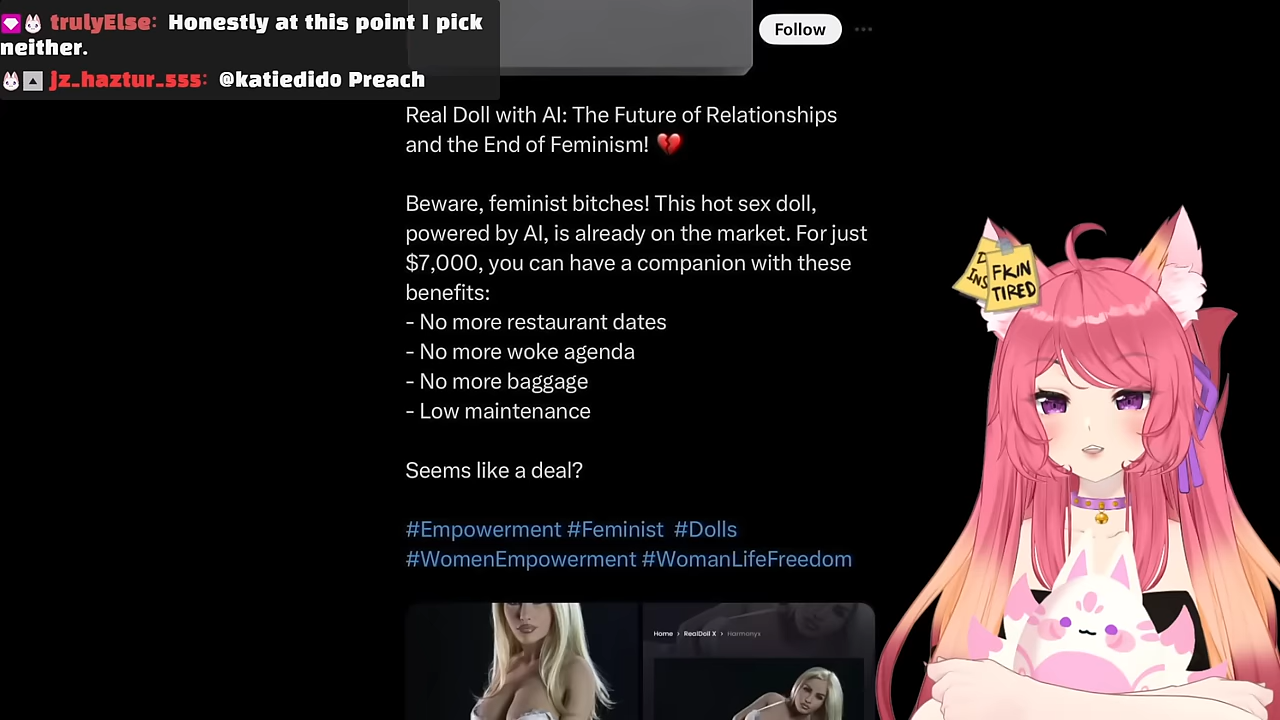 trulyElse: Honestly at this point I pick
neither.
jz_haztur_555: @katiedido Preach
Follow
Real Doll with AI: The Future of Relationships
and the End of Feminism! 💔
Beware, feminist bitches! This hot sex doll,
powered by AI, is already on the market. For just
$7,000, you can have a companion with these
benefits:
- No more restaurant dates
- No more woke agenda
- No more baggage
- Low maintenance
Seems like a deal?
#Empowerment #Feminist #Dolls
#WomenEmpowerment #WomanLifeFreedom
Home › RealDoll X › Harmonyx
FKIN
TIRED
INS